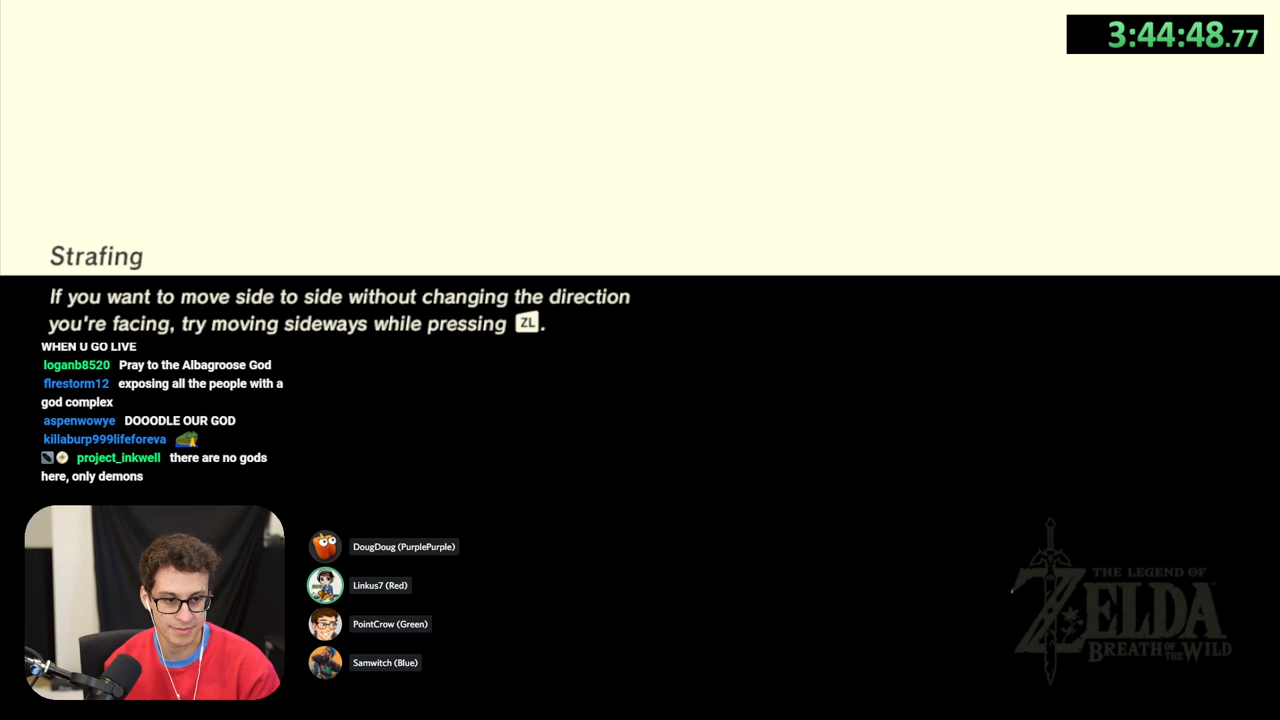 3:44:48.77
Strafing
If you want to move side to side without changing the direction
you're facing, try moving sideways while pressing ZL.
WHEN U GO LIVE
loganb8520 Pray to the Albagroose God
flrestorm12 exposing all the people with a
god complex
aspenwowye DOOODLE OUR GOD
killaburp999lifeforeva
project_inkwell there are no gods
here, only demons
DougDoug (PurplePurple)
Linkus7 (Red)
PointCrow (Green)
Samwitch (Blue)
THE LEGEND OF
ZELDA
BREATH OF THE WILD